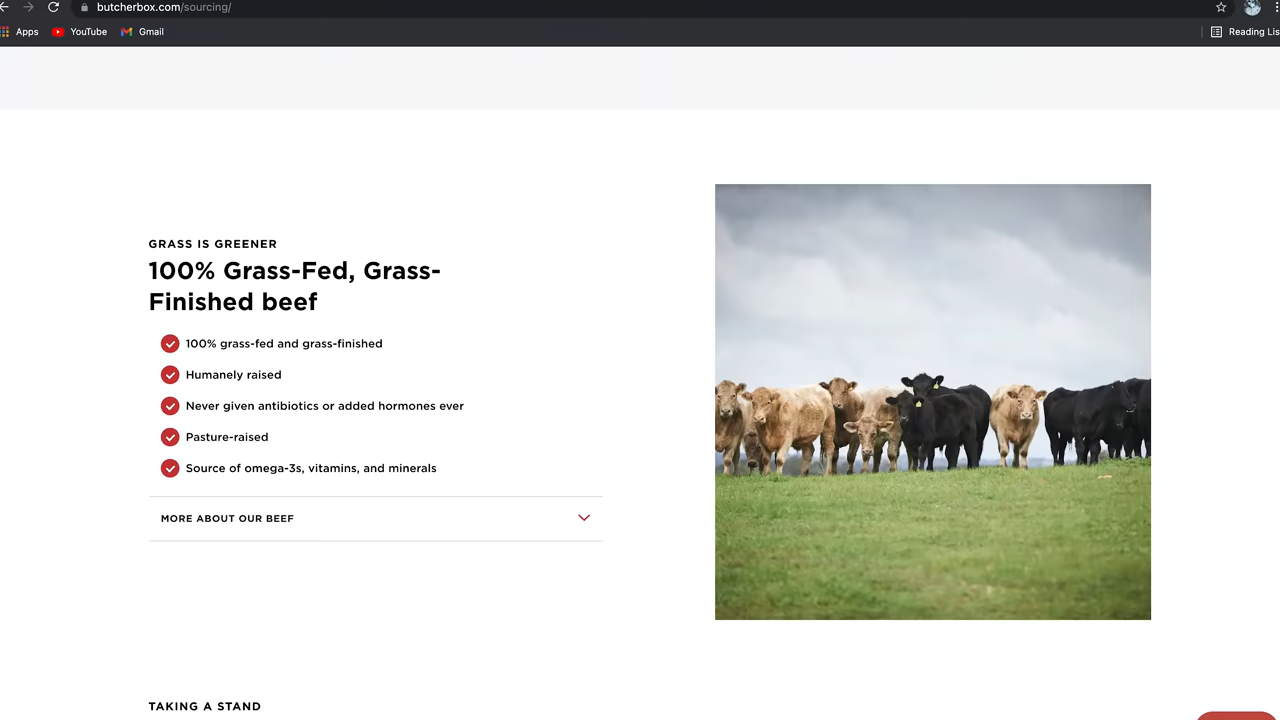 butcherbox.com/sourcing/
Apps
YouTube
Gmail
Reading Lis
GRASS IS GREENER
100% Grass-Fed, Grass-
Finished beef
100% grass-fed and grass-finished
Humanely raised
Never given antibiotics or added hormones ever
Pasture-raised
Source of omega-3s, vitamins, and minerals
MORE ABOUT OUR BEEF
TAKING A STAND